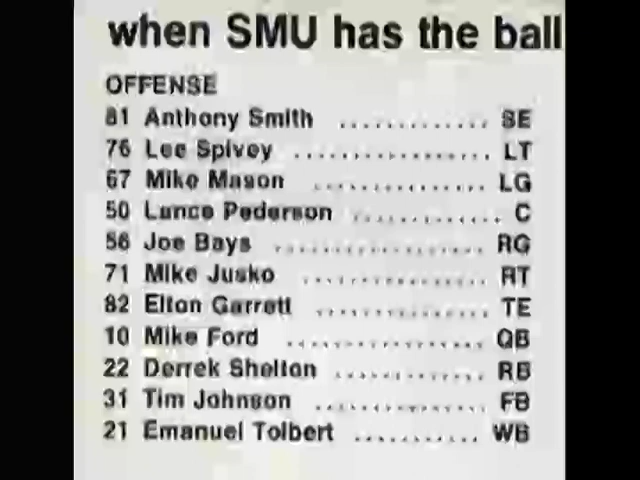 when SMU has the ball
OFFENSE
81 Anthony Smith .............. SE
76 Lee Spivey .................. LT
67 Mike Mason ................ LG
50 Lance Pederson ............. C
56 Joe Bays .................... RG
71 Mike Jusko ................. RT
82 Elton Garrett ................ TE
10 Mike Ford ................... QB
22 Derrek Shelton .............. RB
31 Tim Johnson ................ FB
21 Emanuel Tolbert ........... WB